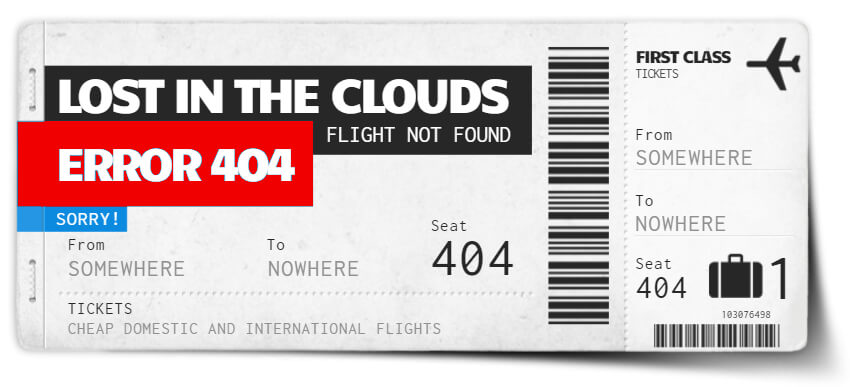 LOST IN THE CLOUDS
FLIGHT NOT FOUND
ERROR 404
SORRY!
From
SOMEWHERE
To
NOWHERE
Seat
404
TICKETS
CHEAP DOMESTIC AND INTERNATIONAL FLIGHTS
FIRST CLASS
TICKETS
From
SOMEWHERE
To
NOWHERE
Seat
404
1
103076498